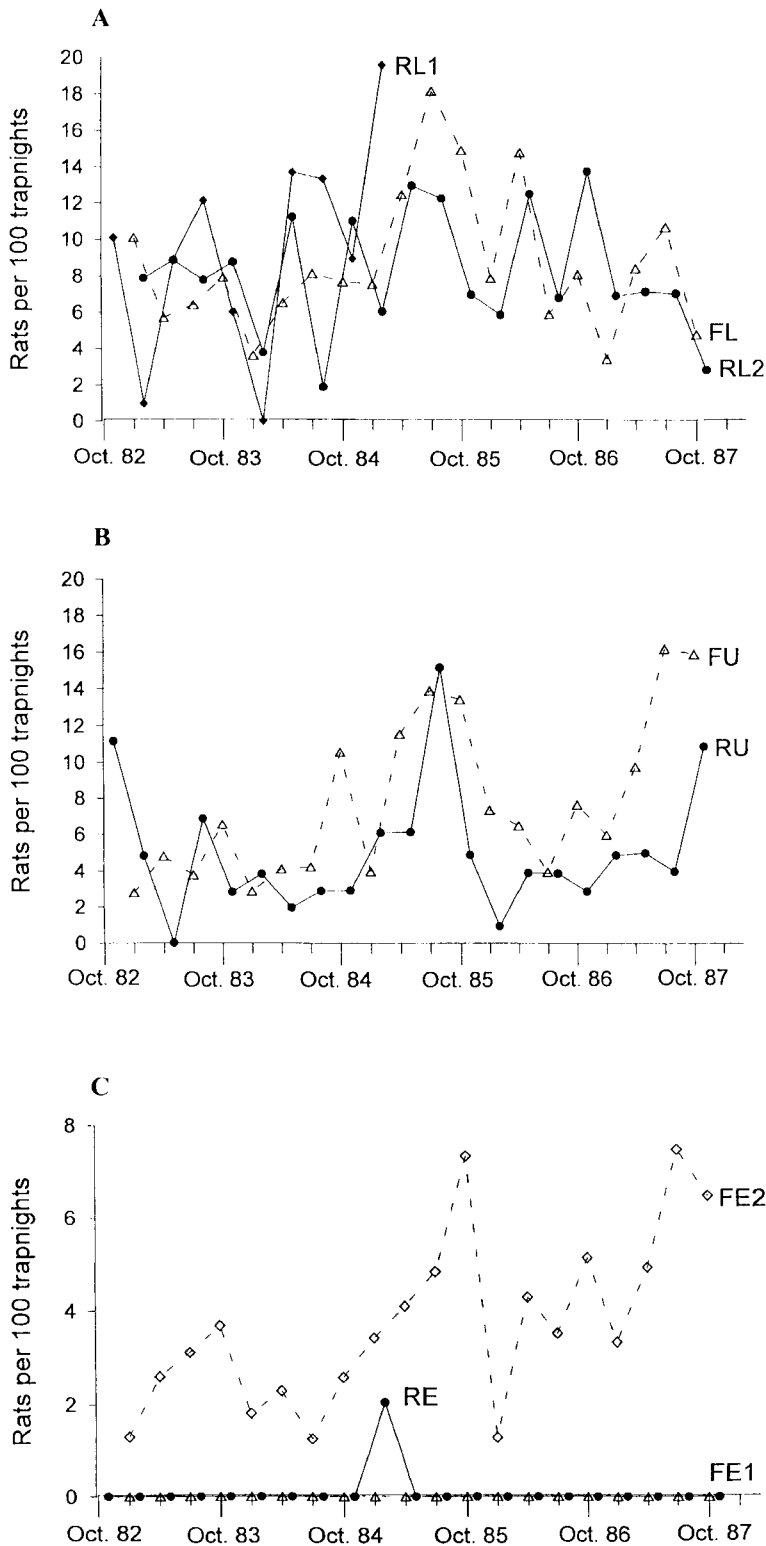 A
Rats per 100 trapnights
20
18
16
14
12
10
8
6
4
2
0
RL1
FL
RL2
Oct. 82 Oct. 83 Oct. 84 Oct. 85 Oct. 86 Oct. 87
B
Rats per 100 trapnights
20
18
16
14
12
10
8
6
4
2
0
FU
RU
Oct. 82 Oct. 83 Oct. 84 Oct. 85 Oct. 86 Oct. 87
C
Rats per 100 trapnights
8
6
4
2
0
FE2
RE
FE1
Oct. 82 Oct. 83 Oct. 84 Oct. 85 Oct. 86 Oct. 87